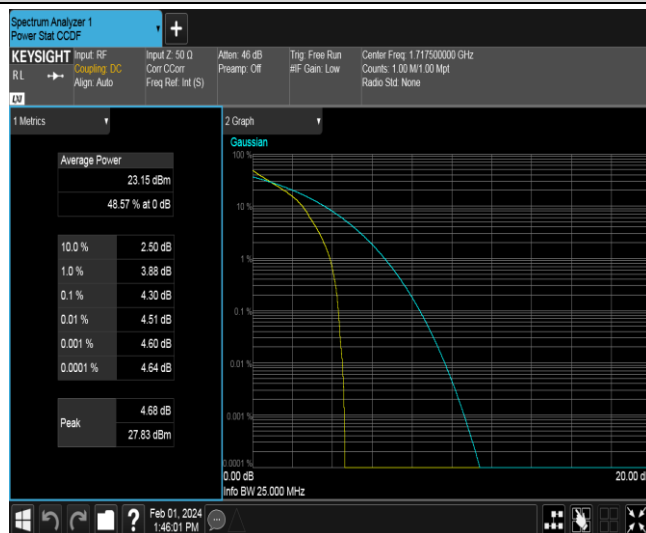 Spectrum Analyzer 1
Power Stat CCDF
KEYSIGHT
RL
LXI
Input: RF
Coupling: DC
Align: Auto
Input Z: 50 Ω
Corr CCorr
Freq Ref: Int (S)
Atten: 46 dB
Preamp: Off
Trig: Free Run
#IF Gain: Low
Center Freq: 1.717500000 GHz
Counts: 1.00 M/1.00 Mpt
Radio Std: None
1 Metrics
Average Power
23.15 dBm
48.57 % at 0 dB
10.0 % 2.50 dB
1.0 % 3.88 dB
0.1 % 4.30 dB
0.01 % 4.51 dB
0.001 % 4.60 dB
0.0001 % 4.64 dB
Peak
4.68 dB
27.83 dBm
2 Graph
Gaussian
100 %
10 %
1 %
0.1 %
0.01 %
0.001 %
0.0001 %
0.00 dB
20.00 d
Info BW 25.000 MHz
?
Feb 01, 2024
1:46:01 PM